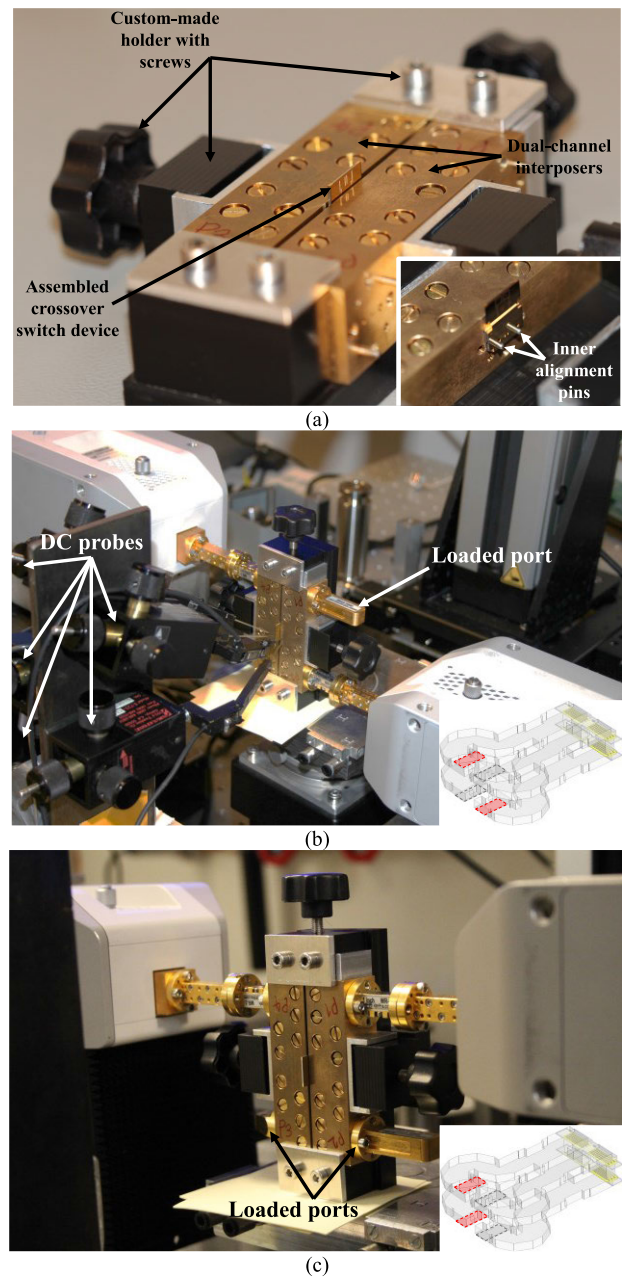 Custom-made
holder with
screws
Dual-channel
interposers
Assembled
crossover
switch device
Inner
alignment
pins
(a)
DC probes
Loaded port
(b)
P1
Loaded ports
(c)